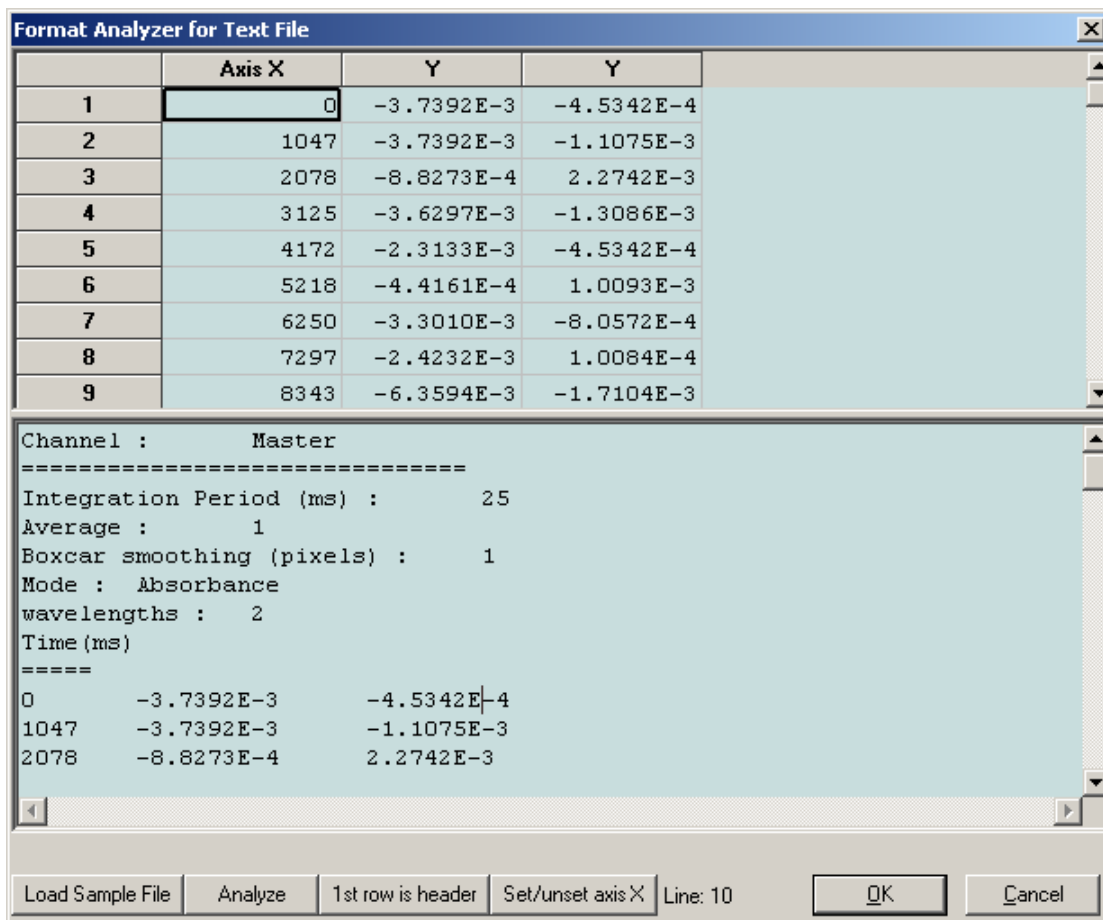 Format Analyzer for Text File
Axis X Y Y
1 0 -3.7392E-3 -4.5342E-4
2 1047 -3.7392E-3 -1.1075E-3
3 2078 -8.8273E-4 2.2742E-3
4 3125 -3.6297E-3 -1.3086E-3
5 4172 -2.3133E-3 -4.5342E-4
6 5218 -4.4161E-4 1.0093E-3
7 6250 -3.3010E-3 -8.0572E-4
8 7297 -2.4232E-3 1.0084E-4
9 8343 -6.3594E-3 -1.7104E-3
Channel : Master
===============================
Integration Period (ms) : 25
Average : 1
Boxcar smoothing (pixels) : 1
Mode : Absorbance
wavelengths : 2
Time(ms)
=====
0 -3.7392E-3 -4.5342E-4
1047 -3.7392E-3 -1.1075E-3
2078 -8.8273E-4 2.2742E-3
Load Sample File Analyze 1st row is header Set/unset axis X Line: 10 OK Cancel